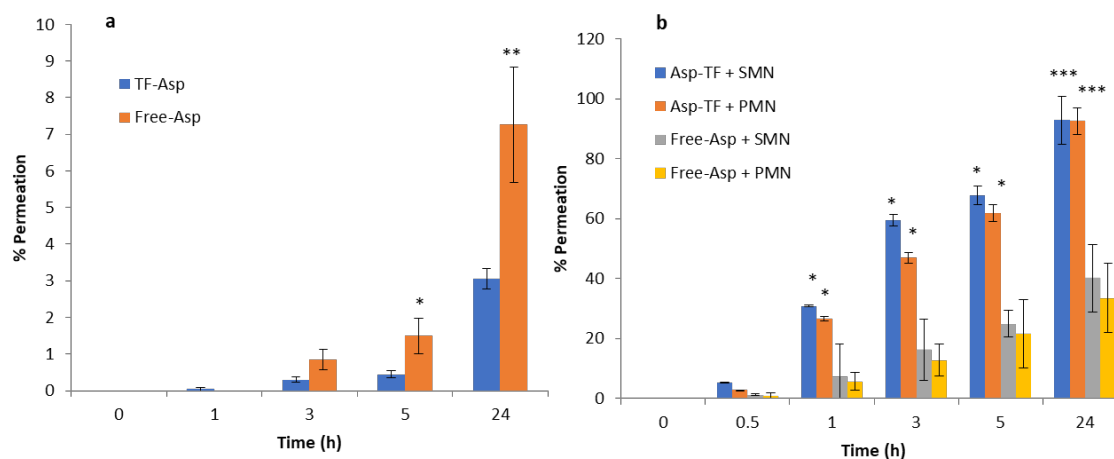 a
% Permeation
10
9
8
7
6
5
4
3
2
1
0
TF-Asp
Free-Asp
*
**
0 1 3 5 24
Time (h)
b
% Permeation
120
100
80
60
40
20
0
Asp-TF + SMN
Asp-TF + PMN
Free-Asp + SMN
Free-Asp + PMN
*
*
*
*
*
*
***
***
0 0.5 1 3 5 24
Time (h)